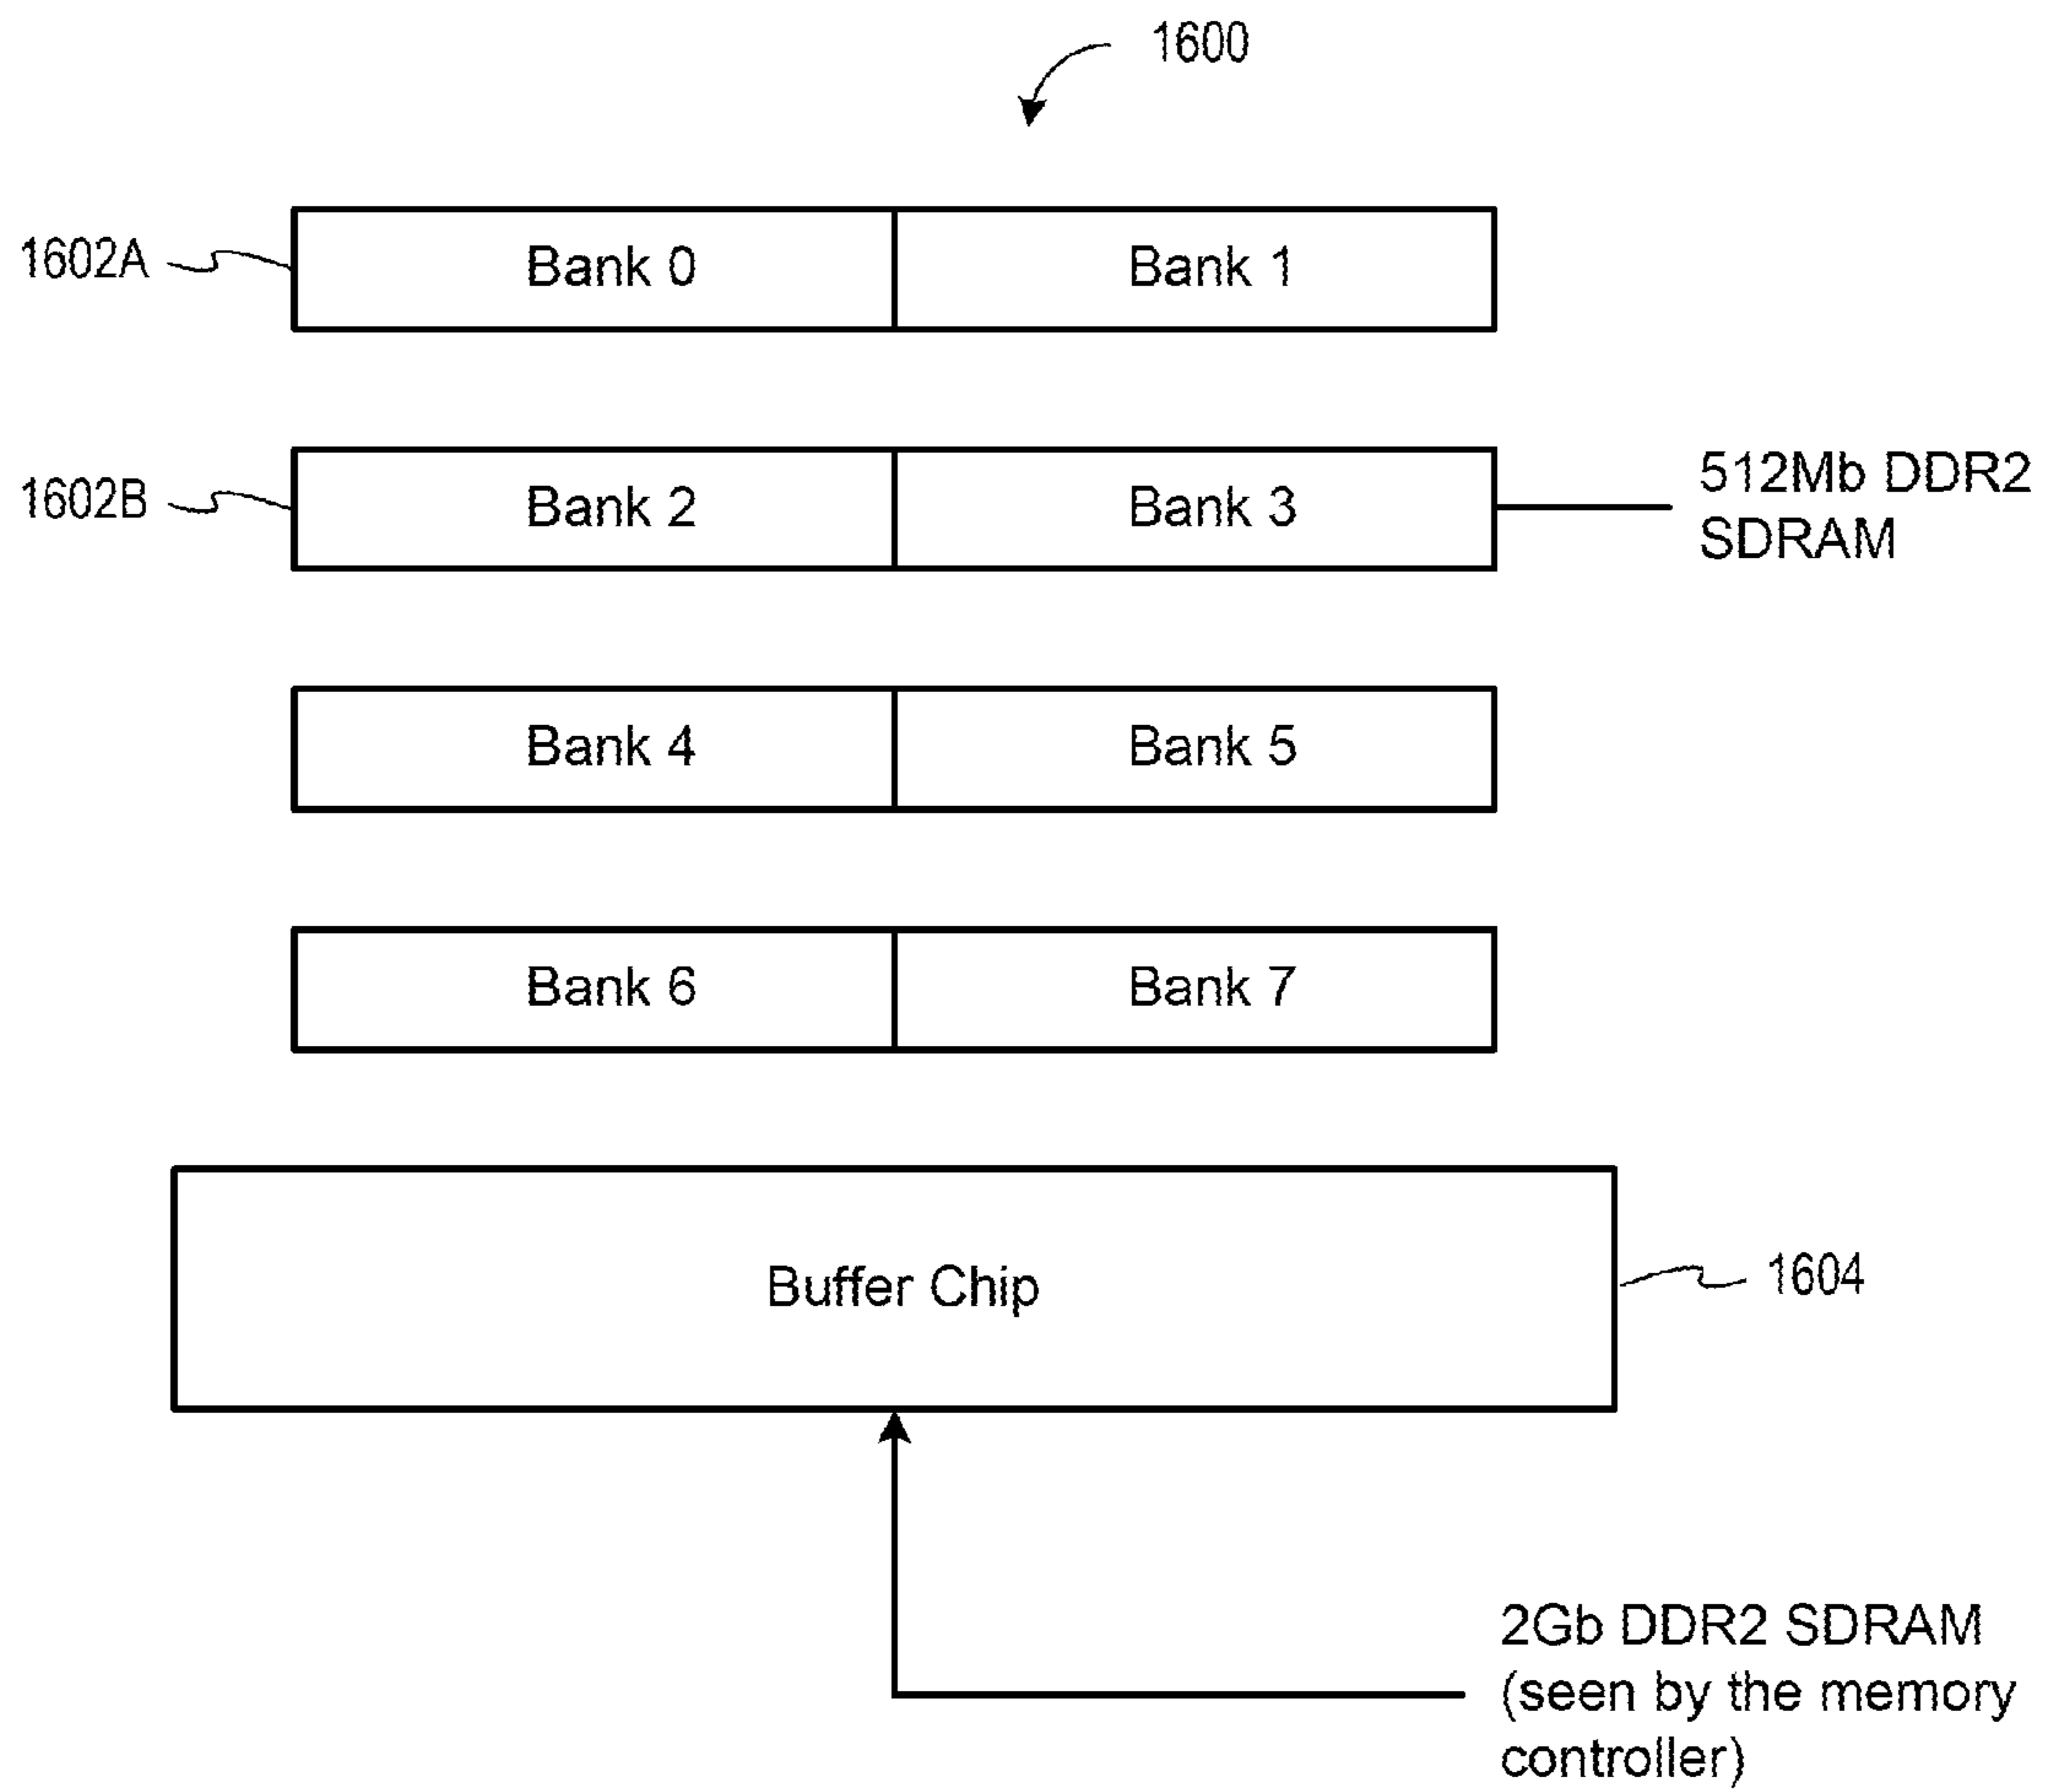 1600
1602A
Bank 0
Bank 1
1602B
Bank 2
Bank 3
512Mb DDR2
SDRAM
Bank 4
Bank 5
Bank 6
Bank 7
Buffer Chip
1604
2Gb DDR2 SDRAM
(seen by the memory
controller)